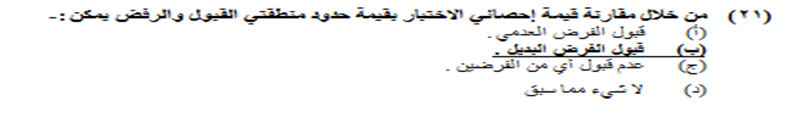 (٢١) من خلال مقارنة قيمة إحصائي الاختبار بقيمة حدود منطقتي القبول والرفض يمكن :-
(أ) قبول الفرض العدمي .
(ب) قبول الفرض البديل .
(ج) عدم قبول أي من الفرضين .
(د) لا شيء مما سبق